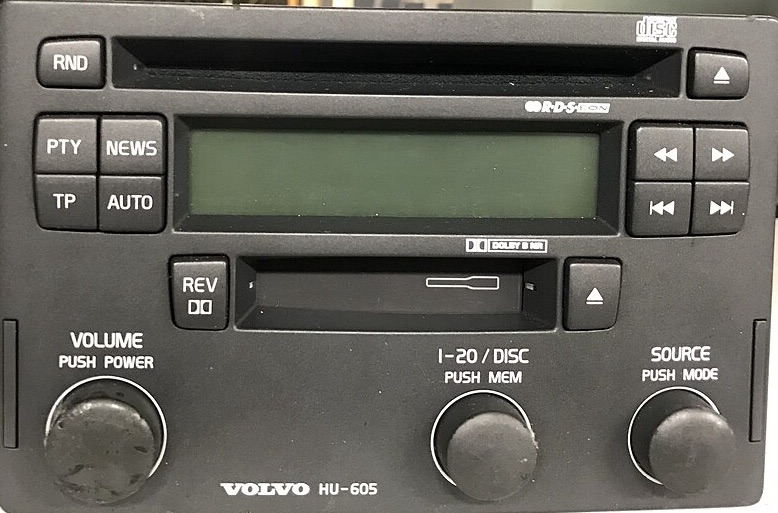 disc
RND
R·D·S EON
PTY NEWS
TP AUTO
DOLBY B NR
REV
VOLUME
PUSH POWER
1-20 / DISC
PUSH MEM
SOURCE
PUSH MODE
VOLVO HU-605